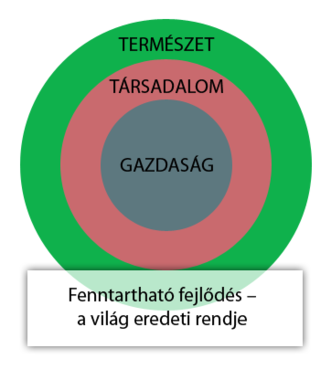 TERMÉSZET
TÁRSADALOM
GAZDASÁG
Fenntartható fejlődés –
a világ eredeti rendje